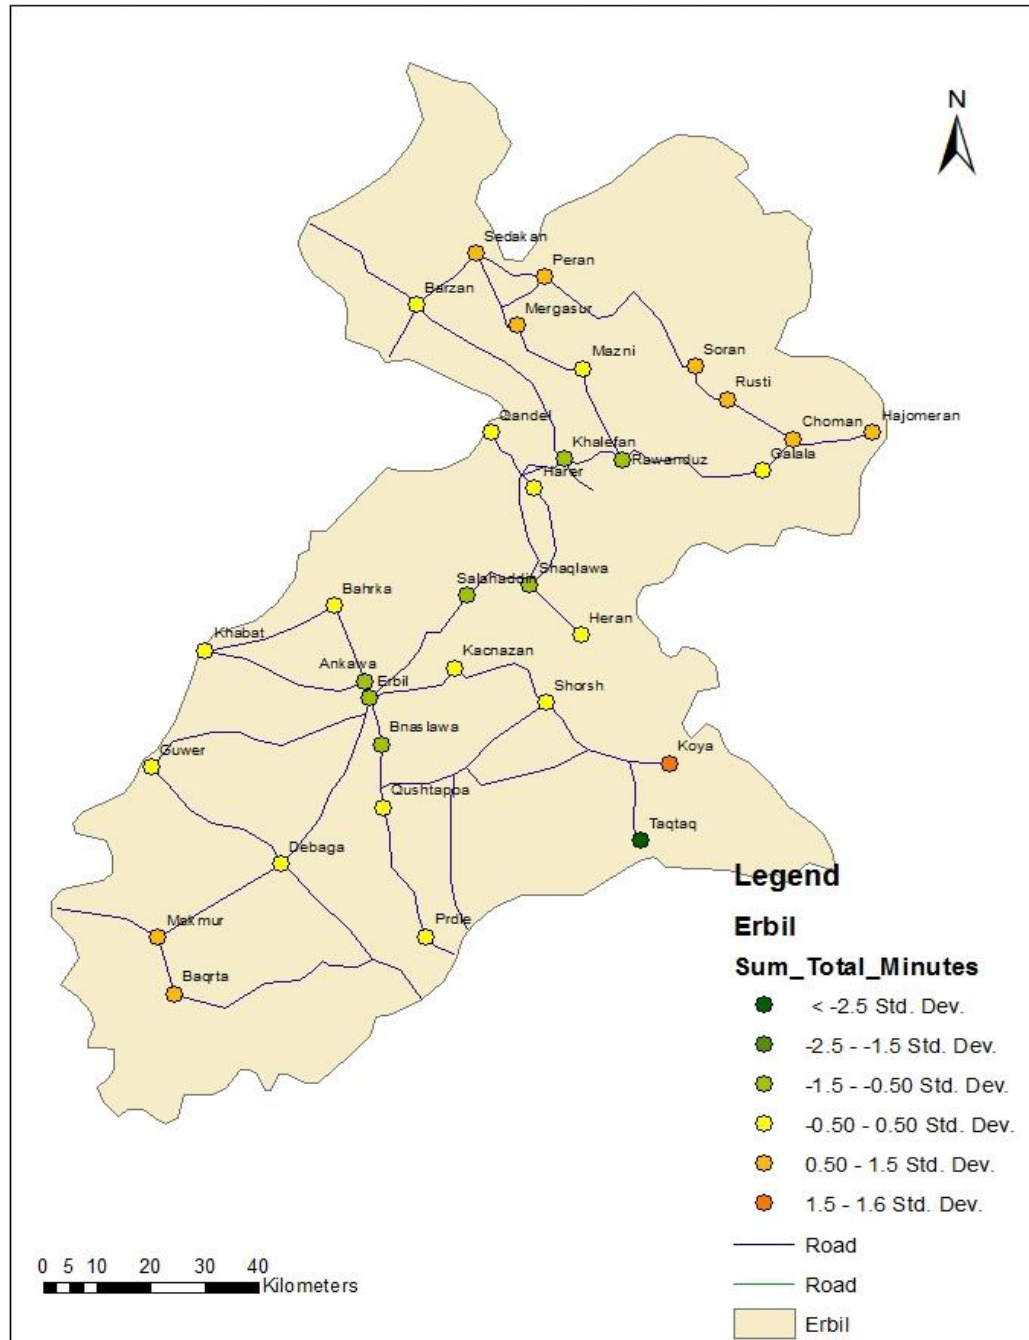 N
Sedakan
Peran
Barzan
Mergasur
Mazni
Soran
Rusti
Qandel
Choman
Hajomeran
Khalefan
Galala
Rawanduz
Harer
Shaqlawa
Salahaddin
Bahrka
Heran
Khabat
Kacnazan
Ankawa
Erbil
Shorsh
Bnaslawa
Koya
Guwer
Qushtappa
Taqtaq
Debaga
Makmur
Prdie
Baqrta
Legend
Erbil
Sum_Total_Minutes
< -2.5 Std. Dev.
-2.5 - -1.5 Std. Dev.
-1.5 - -0.50 Std. Dev.
-0.50 - 0.50 Std. Dev.
0.50 - 1.5 Std. Dev.
1.5 - 1.6 Std. Dev.
Road
Road
Erbil
0 5 10 20 30 40
Kilometers